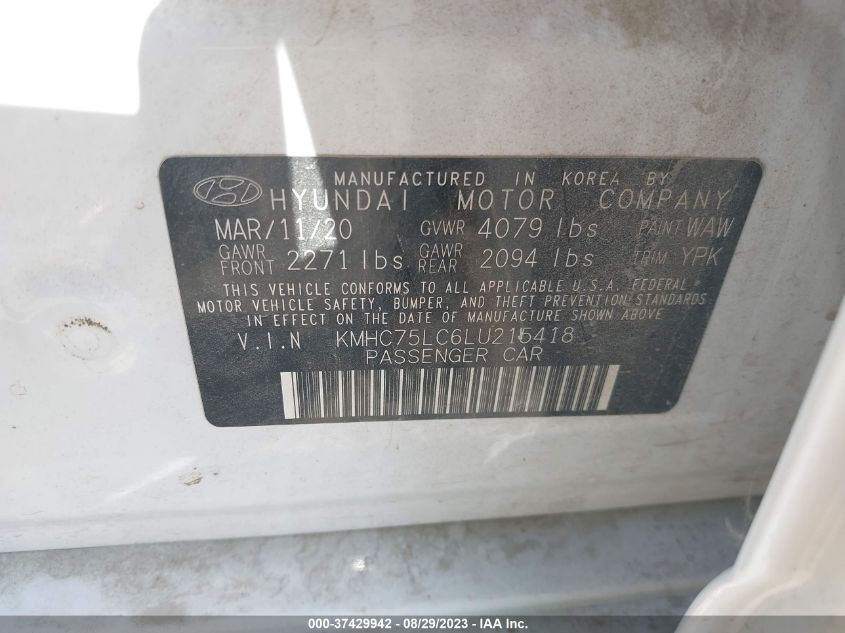 MANUFACTURED IN KOREA BY
HYUNDAI MOTOR COMPANY
MAR/11/20 GVWR 4079 lbs PAINT WAW
GAWR FRONT 2271 lbs GAWR REAR 2094 lbs TRIM YPK
THIS VEHICLE CONFORMS TO ALL APPLICABLE U.S.A. FEDERAL
MOTOR VEHICLE SAFETY, BUMPER, AND THEFT PREVENTION STANDARDS
IN EFFECT ON THE DATE OF MANUFACTURE SHOWN ABOVE
V.I.N KMHC75LC6LU215418
PASSENGER CAR
000-37429942 - 08/29/2023 - IAA Inc.